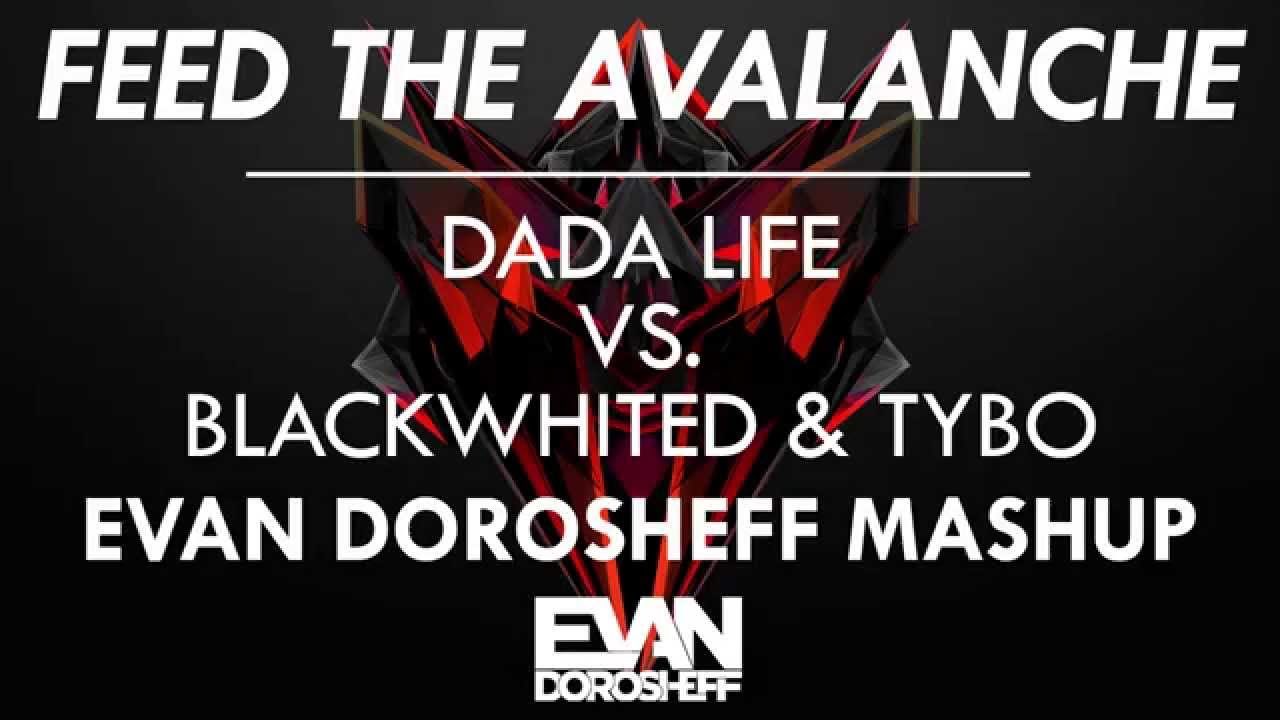 FEED THE AVALANCHE
DADA LIFE
VS.
BLACKWHITED & TYBO
EVAN DOROSHEFF MASHUP
EVAN
DOROSHEFF